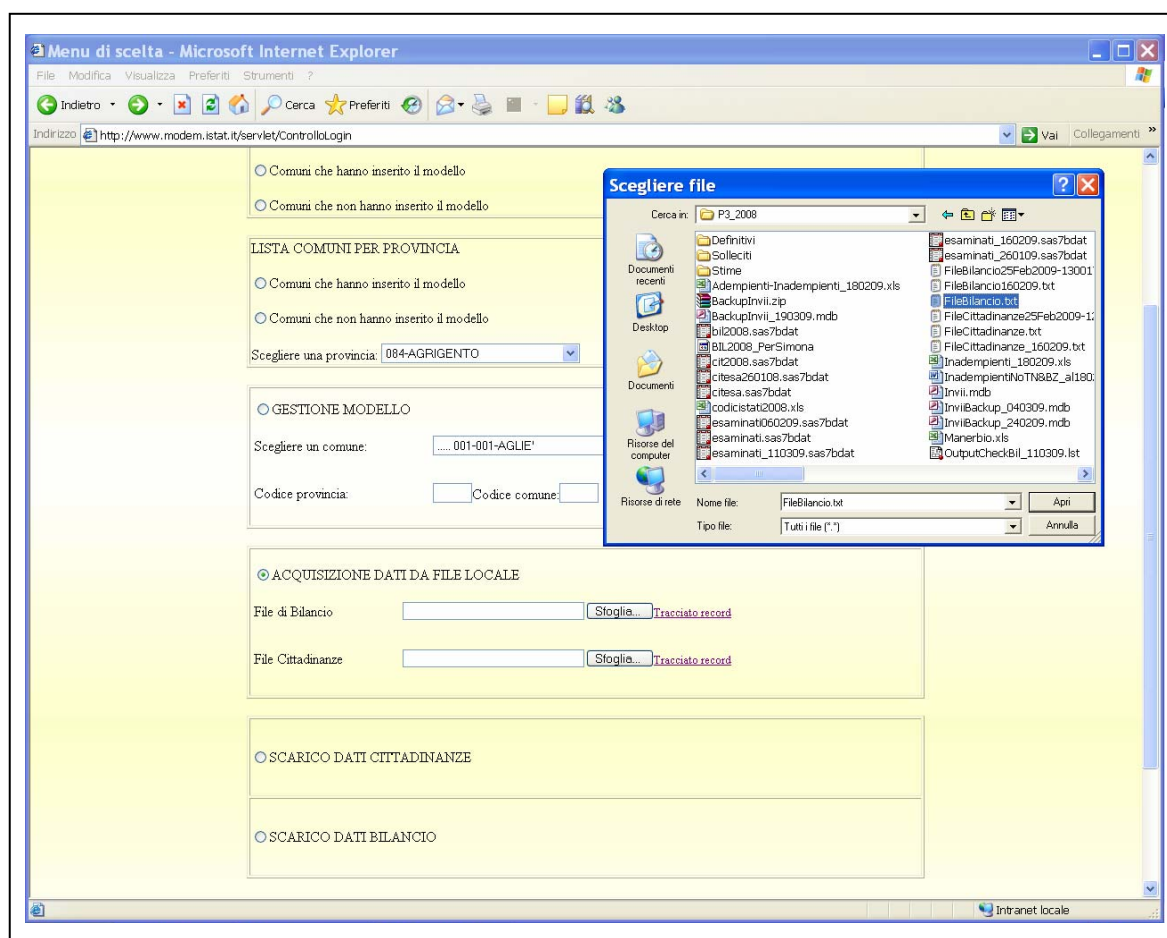 Menu di scelta - Microsoft Internet Explorer
File Modifica Visualizza Preferiti Strumenti ?
Indietro Cerca Preferiti
Indirizzo http://www.modem.istat.it/servlet/ControlloLogin Vai Collegamenti »
Comuni che hanno inserito il modello
Comuni che non hanno inserito il modello
LISTA COMUNI PER PROVINCIA
Comuni che hanno inserito il modello
Comuni che non hanno inserito il modello
Scegliere una provincia: 084-AGRIGENTO
GESTIONE MODELLO
Scegliere un comune: ..... 001-001-AGLIE'
Codice provincia: Codice comune:
Scegliere file
Cerca in: P3_2008
Documenti recenti
Desktop
Documenti
Risorse del computer
Risorse di rete
Definitivi
Solleciti
Stime
Adempienti-Inadempienti_180209.xls
BackupInvii.zip
BackupInvii_190309.mdb
bil2008.sas7bdat
BIL2008_PerSimona
cit2008.sas7bdat
citesa260108.sas7bdat
citesa.sas7bdat
codicistati2008.xls
esaminati060209.sas7bdat
esaminati.sas7bdat
esaminati_110309.sas7bdat
esaminati_160209.sas7bdat
esaminati_260109.sas7bdat
FileBilancio25Feb2009-13001
FileBilancio160209.txt
FileBilancio.txt
FileCittadinanze25Feb2009-1
FileCittadinanze.txt
FileCittadinanze_160209.txt
Inadempienti_180209.xls
InadempientiNoTN&BZ_al180
Invii.mdb
InviiBackup_040309.mdb
InviiBackup_240209.mdb
Manerbio.xls
OutputCheckBil_110309.lst
Nome file: FileBilancio.txt Apri
Tipo file: Tutti i file (*.*) Annulla
ACQUISIZIONE DATI DA FILE LOCALE
File di Bilancio Sfoglia... Tracciato record
File Cittadinanze Sfoglia... Tracciato record
SCARICO DATI CITTADINANZE
SCARICO DATI BILANCIO
Intranet locale